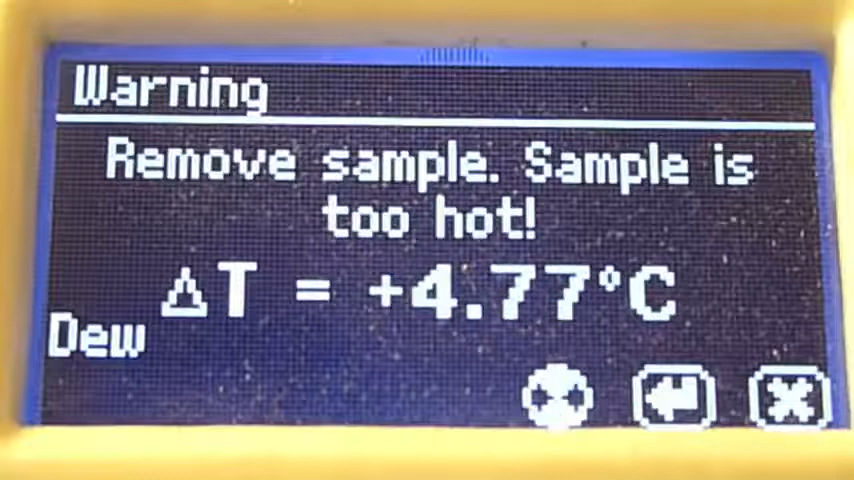 Warning
Remove sample. Sample is
too hot!
ΔT = +4.77°C
Dew